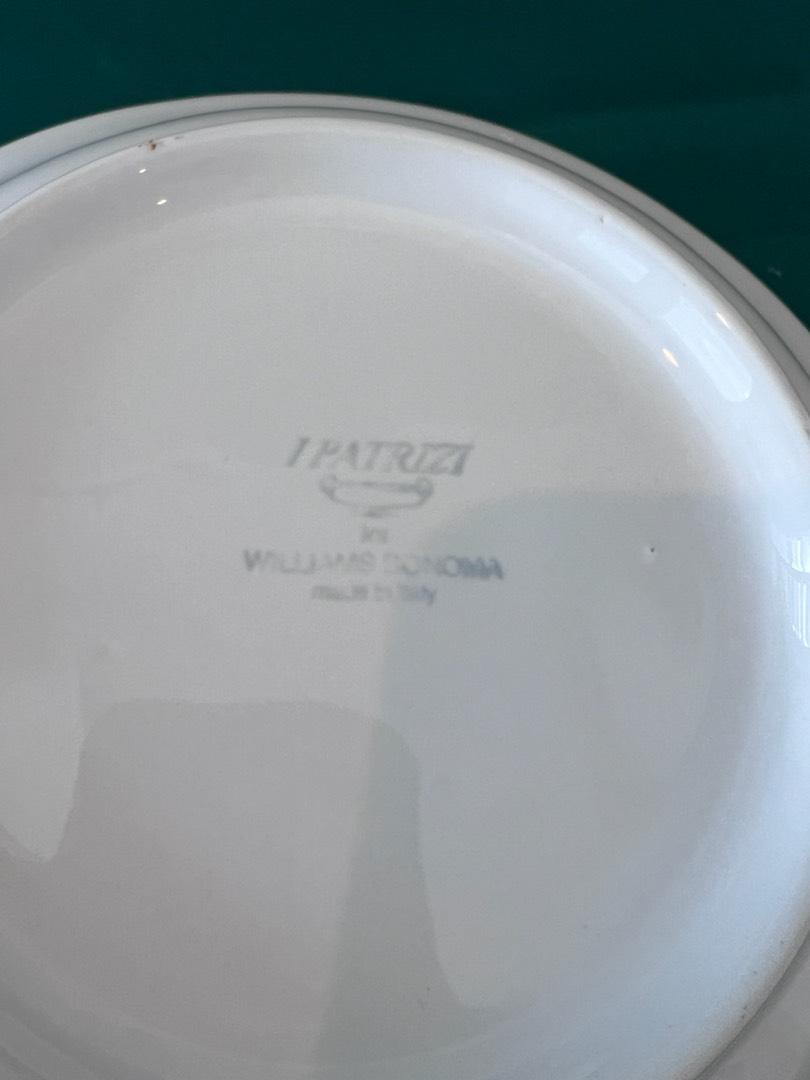 I PATRIZI
for
WILLIAMS SONOMA
made in Italy